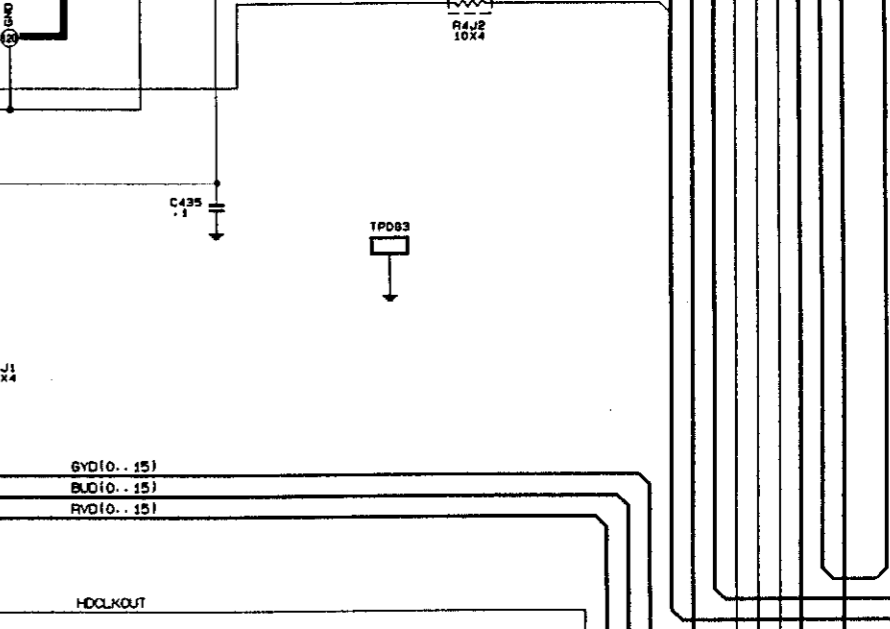 GND
120
R4J2
10X4
C435
.1
TPD83
J1
X4
GYD(0..15)
BUD(0..15)
RVD(0..15)
HDCLKOUT